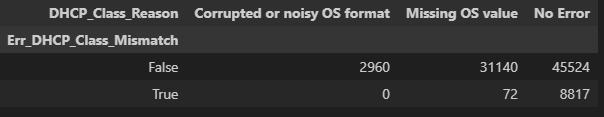 DHCP_Class_Reason Corrupted or noisy OS format Missing OS value No Error
Err_DHCP_Class_Mismatch
False 2960 31140 45524
True 0 72 8817